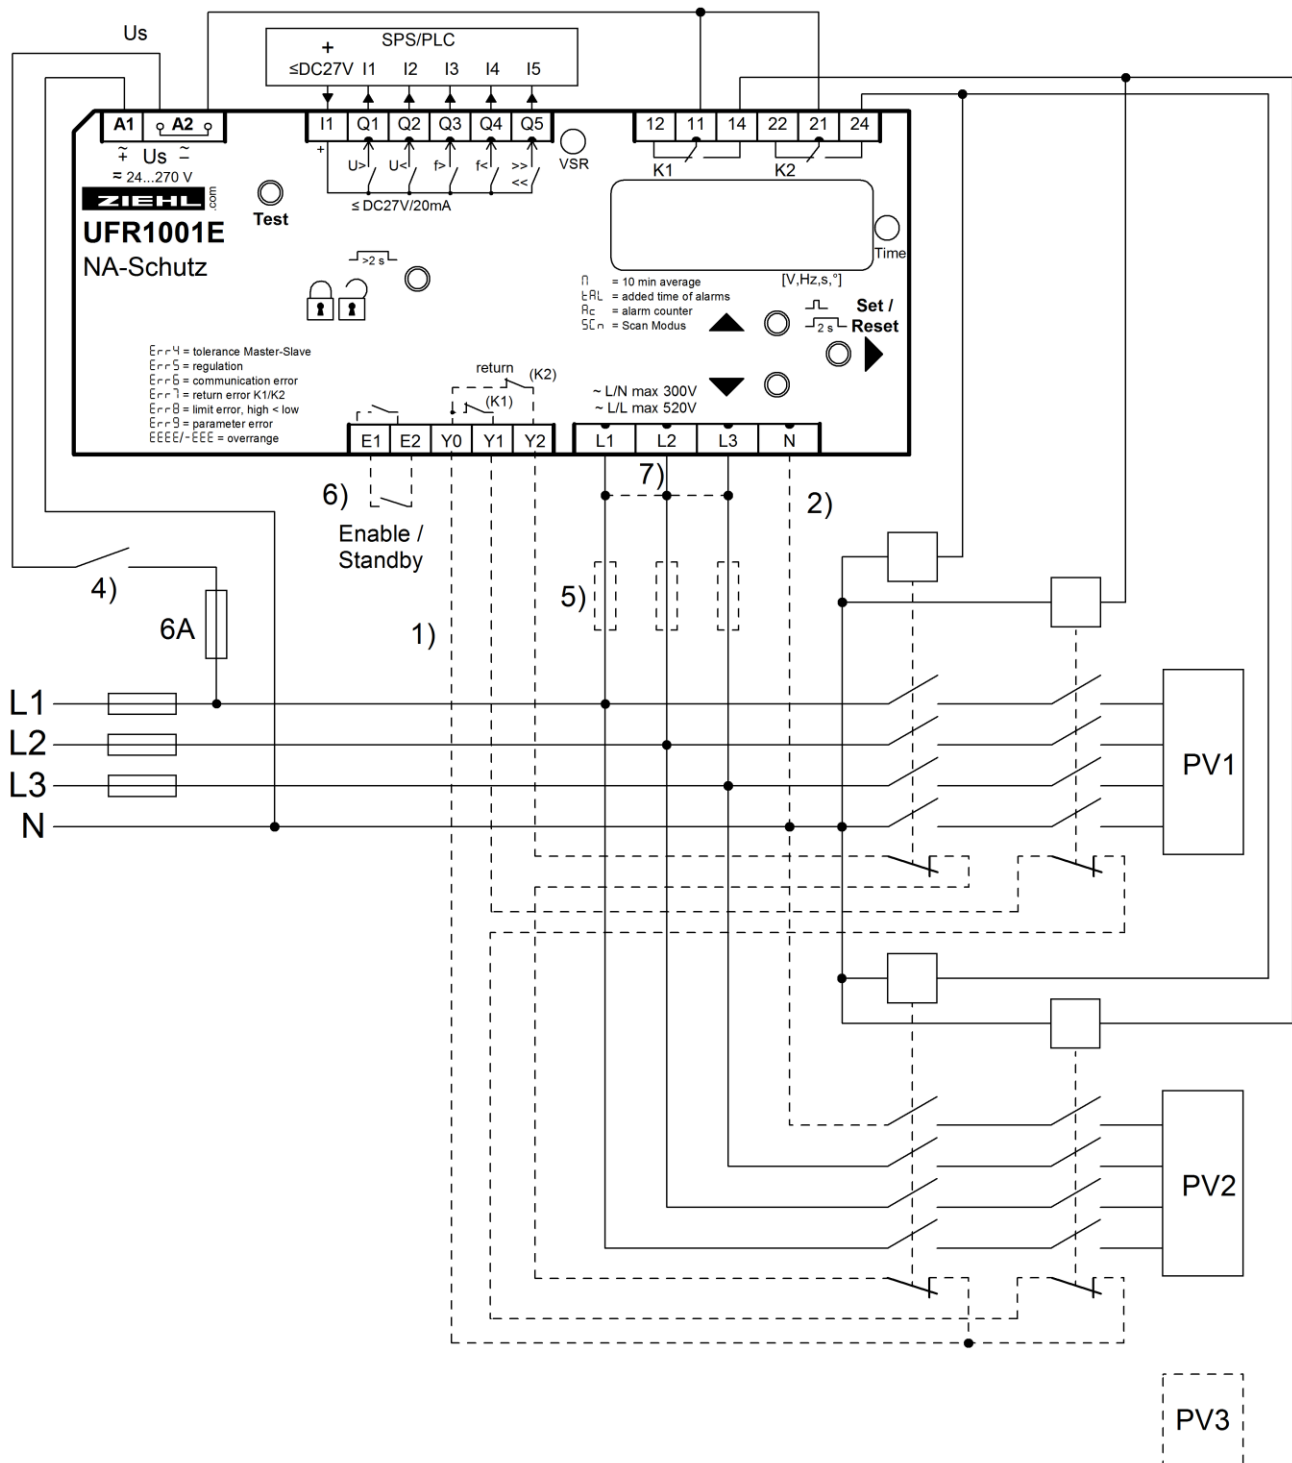 Us
SPS/PLC
+
≤DC27V I1 I2 I3 I4 I5
A1 A2 I1 Q1 Q2 Q3 Q4 Q5 12 11 14 22 21 24
~ + Us ~ −
≂ 24...270 V
+ U> U< f> f< >> <<
VSR
K1 K2
≤ DC27V/20mA
ZIEHL .com
Test
UFR1001E
NA-Schutz
>2 s
Time
[V,Hz,s,°]
n = 10 min average
tAL = added time of alarms
Ac = alarm counter
SCn = Scan Modus
Set /
Reset
2 s
Err4 = tolerance Master-Slave
Err5 = regulation
Err6 = communication error
Err7 = return error K1/K2
Err8 = limit error, high < low
Err9 = parameter error
EEEE/-EEE = overrange
return (K2)
(K1)
~ L/N max 300V
~ L/L max 520V
E1 E2 Y0 Y1 Y2 L1 L2 L3 N
6)
7)
2)
Enable /
Standby
4)
5)
6A
1)
L1
L2
L3
N
PV1
PV2
PV3